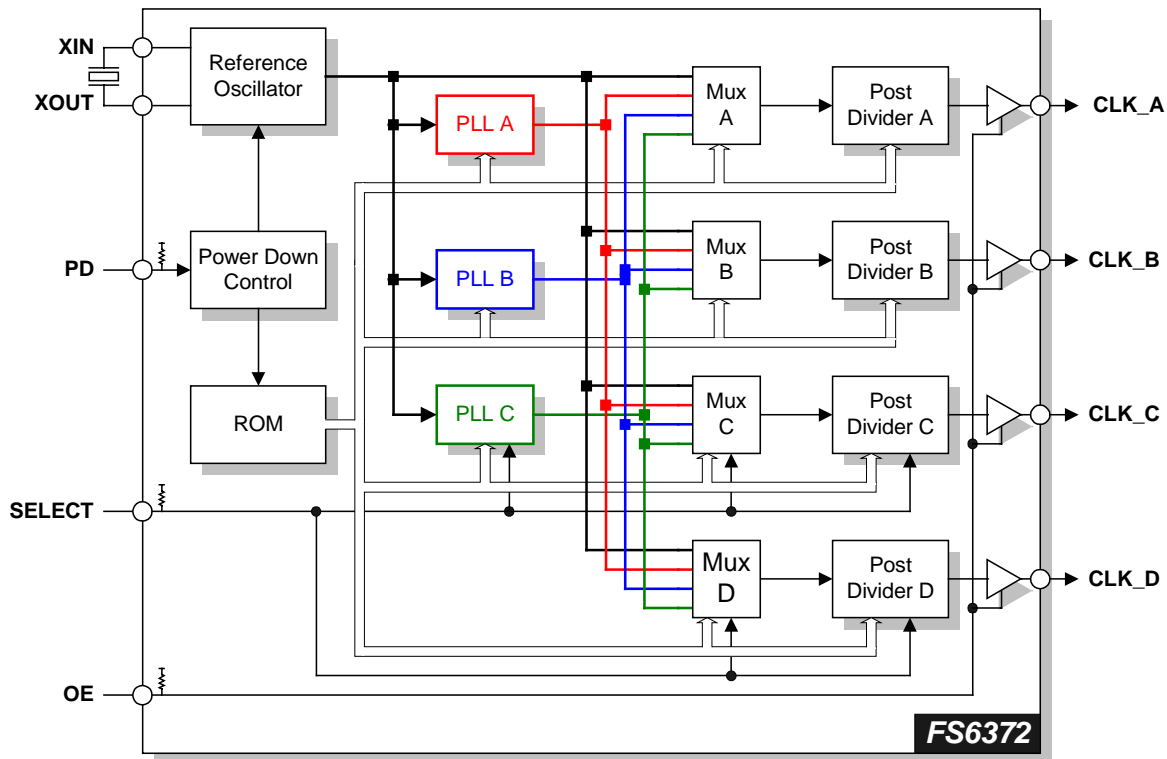 XIN
XOUT
Reference
Oscillator
PLL A
Mux
A
Post
Divider A
CLK_A
PD
Power Down
Control
PLL B
Mux
B
Post
Divider B
CLK_B
ROM
PLL C
Mux
C
Post
Divider C
CLK_C
SELECT
Mux
D
Post
Divider D
CLK_D
OE
FS6372